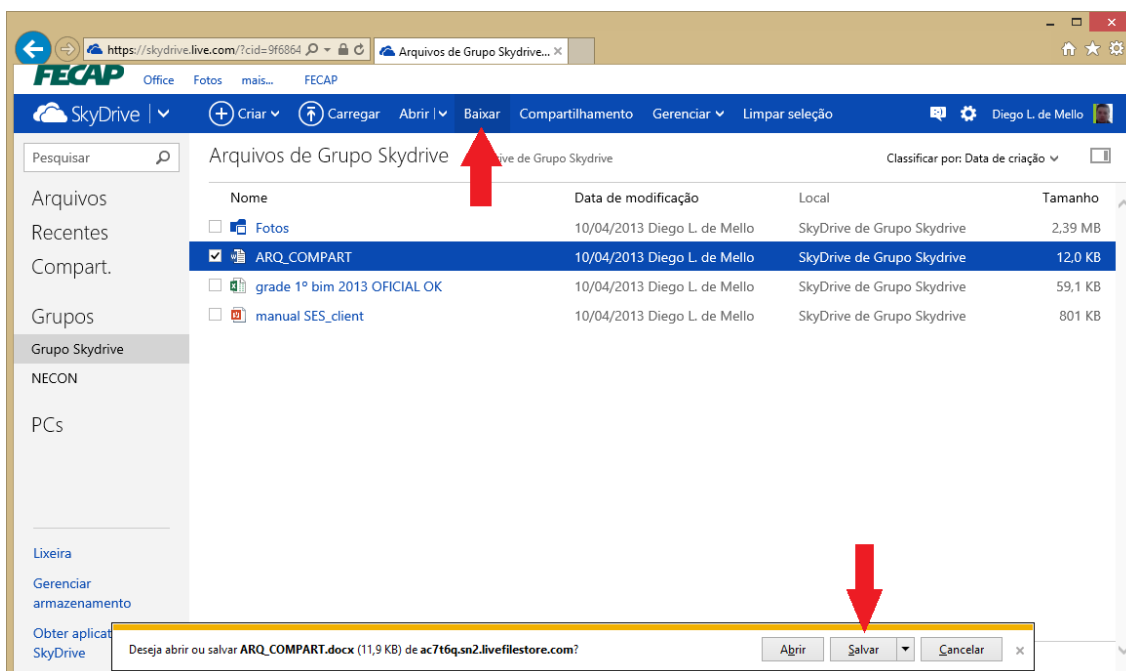 https://skydrive.live.com/?cid=9f6864
Arquivos de Grupo Skydrive...
FECAP Office Fotos mais... FECAP
SkyDrive Criar Carregar Abrir Baixar Compartilhamento Gerenciar Limpar seleção Diego L. de Mello
Pesquisar
Arquivos de Grupo Skydrive ve de Grupo Skydrive Classificar por: Data de criação
Arquivos
Recentes
Compart.
Grupos
Grupo Skydrive
NECON
PCs
Lixeira
Gerenciar
armazenamento
Obter aplicat
SkyDrive
Nome Data de modificação Local Tamanho
Fotos 10/04/2013 Diego L. de Mello SkyDrive de Grupo Skydrive 2,39 MB
ARQ_COMPART 10/04/2013 Diego L. de Mello SkyDrive de Grupo Skydrive 12,0 KB
grade 1º bim 2013 OFICIAL OK 10/04/2013 Diego L. de Mello SkyDrive de Grupo Skydrive 59,1 KB
manual SES_client 10/04/2013 Diego L. de Mello SkyDrive de Grupo Skydrive 801 KB
Deseja abrir ou salvar ARQ_COMPART.docx (11,9 KB) de ac7t6q.sn2.livefilestore.com? Abrir Salvar Cancelar